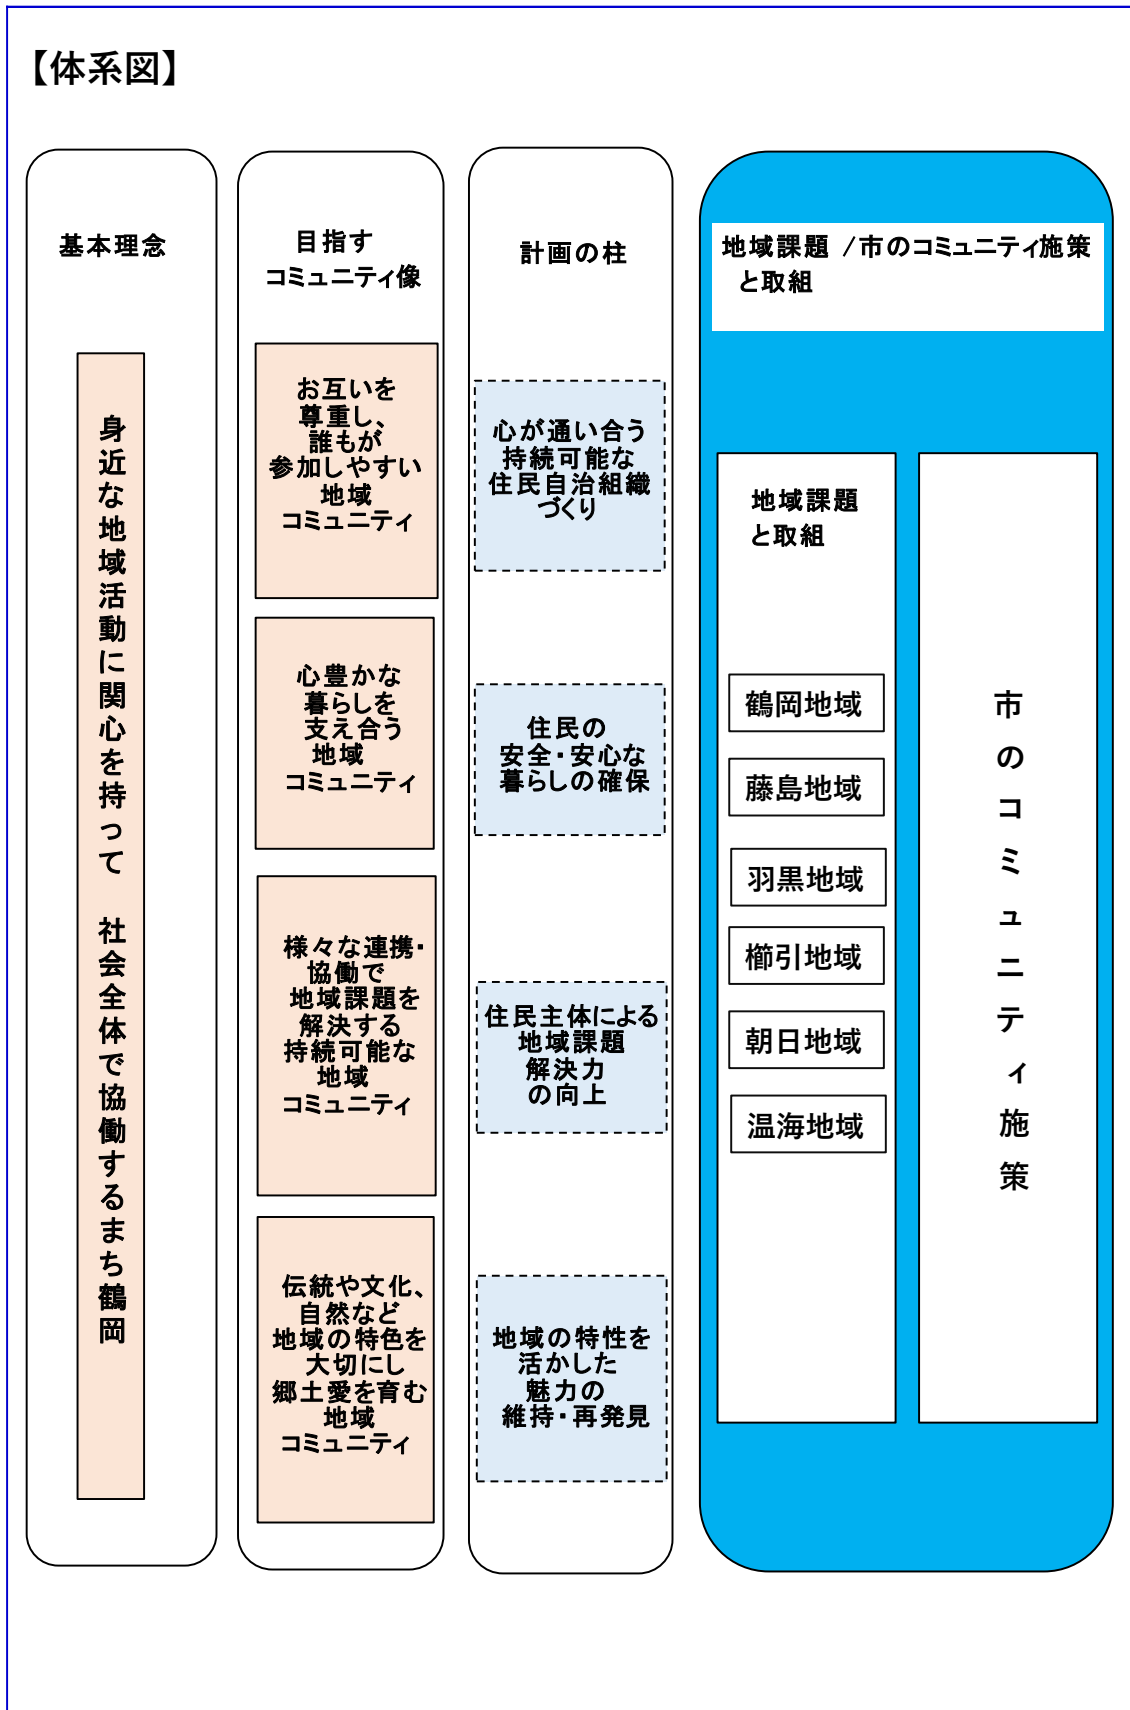 【体系図】
基本理念
身近な地域活動に関心を持って　社会全体で協働するまち鶴岡
目指す
コミュニティ像
お互いを
尊重し、
誰もが
参加しやすい
地域
コミュニティ
心豊かな
暮らしを
支え合う
地域
コミュニティ
様々な連携・
協働で
地域課題を
解決する
持続可能な
地域
コミュニティ
伝統や文化、
自然など
地域の特色を
大切にし
郷土愛を育む
地域
コミュニティ
計画の柱
心が通い合う
持続可能な
住民自治組織
づくり
住民の
安全・安心な
暮らしの確保
住民主体による
地域課題
解決力
の向上
地域の特性を
活かした
魅力の
維持・再発見
地域課題 /市のコミュニティ施策
と取組
地域課題
と取組
鶴岡地域
藤島地域
羽黒地域
櫛引地域
朝日地域
温海地域
市のコミュニティ施策